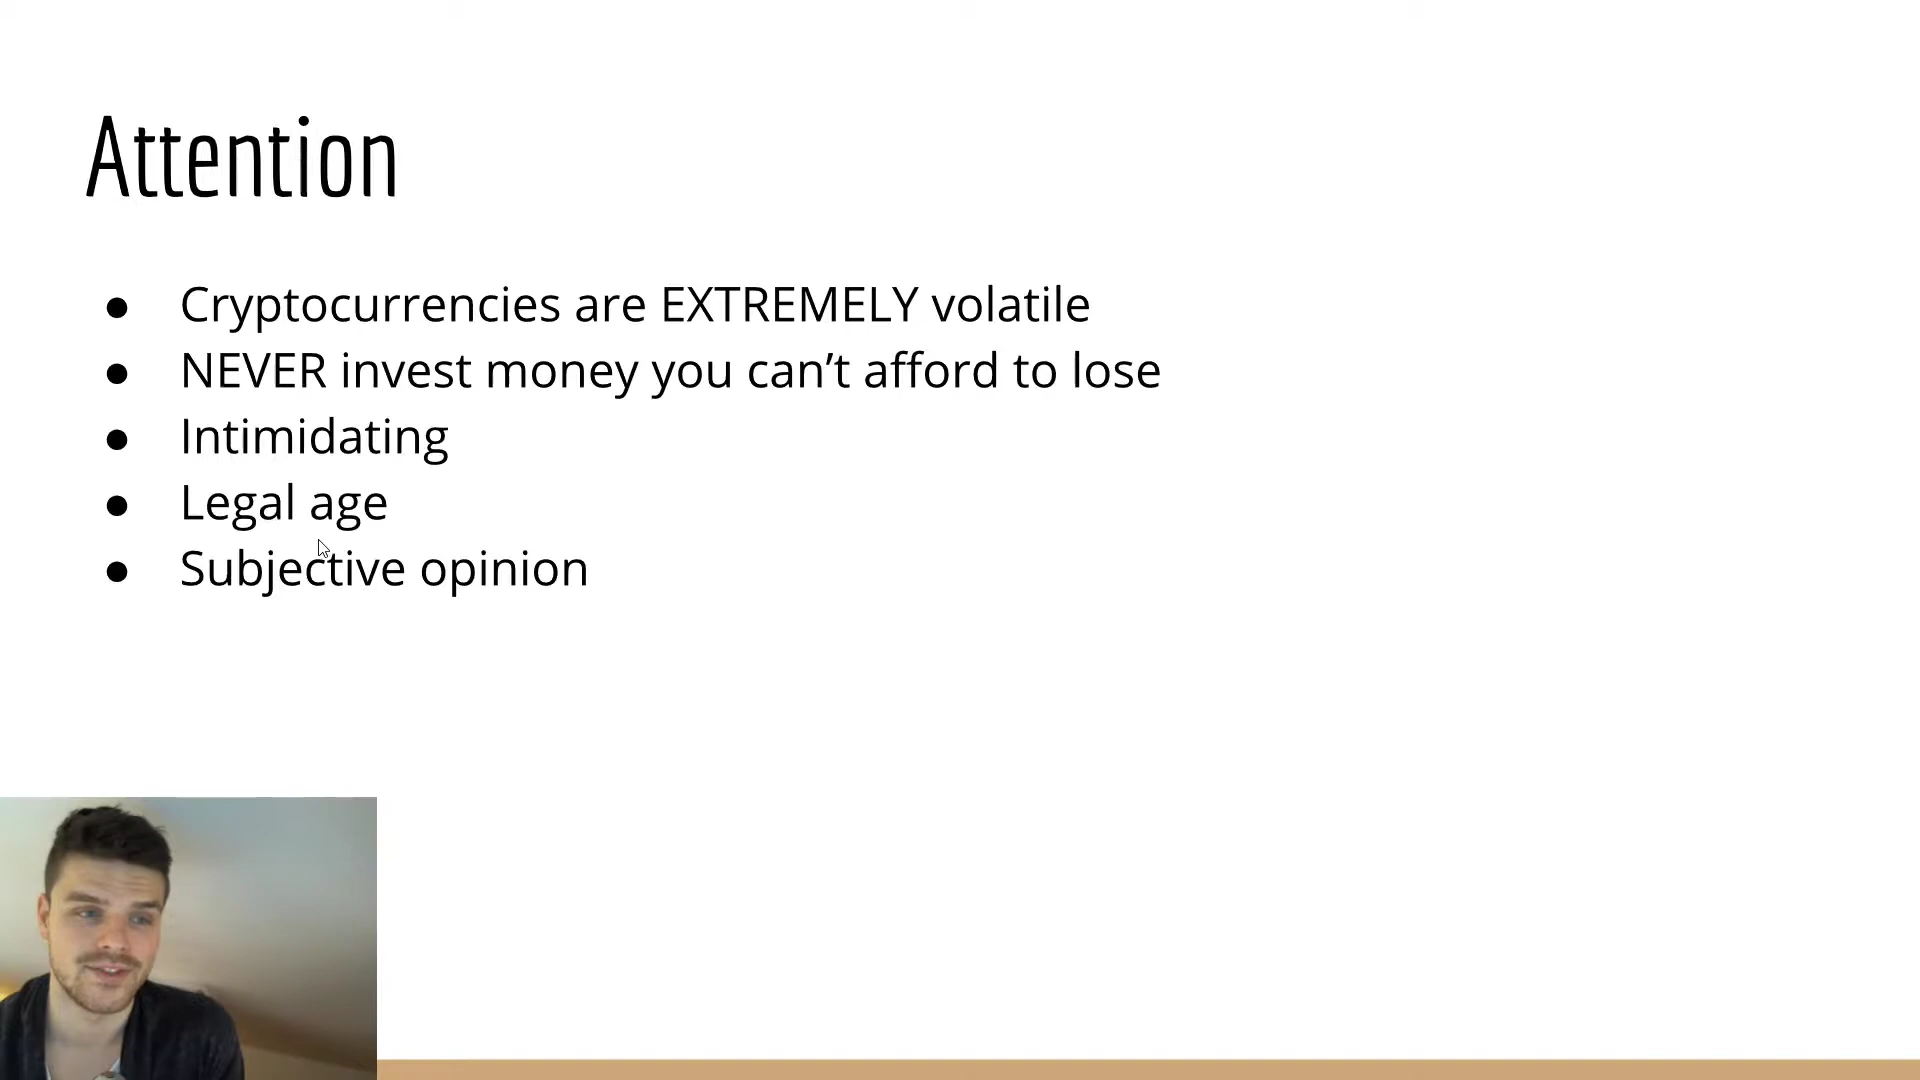 Attention
● Cryptocurrencies are EXTREMELY volatile
● NEVER invest money you can’t afford to lose
● Intimidating
● Legal age
● Subjective opinion